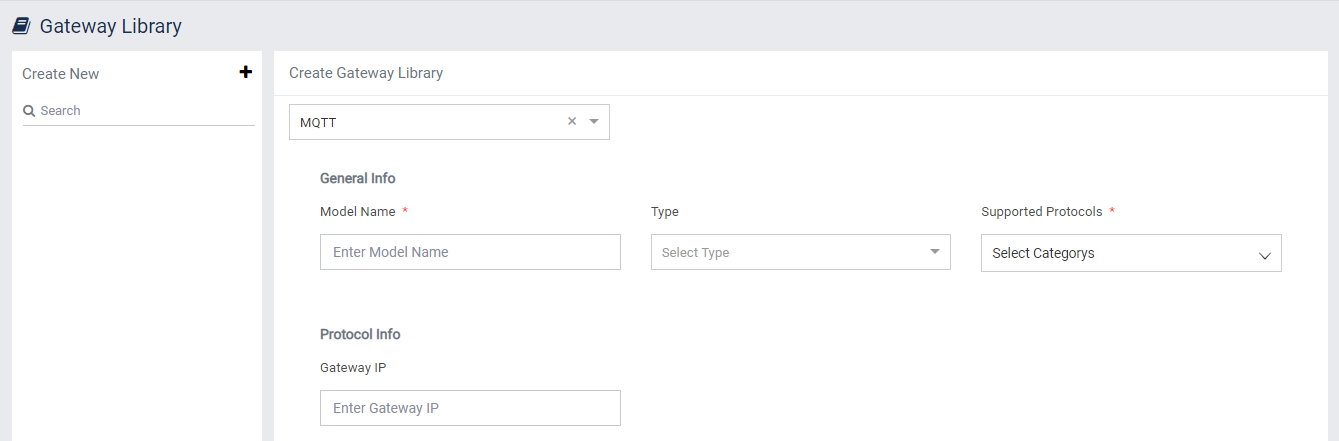 Gateway Library
Create New
Search
Create Gateway Library
MQTT
General Info
Model Name *
Type
Supported Protocols *
Enter Model Name
Select Type
Select Categorys
Protocol Info
Gateway IP
Enter Gateway IP